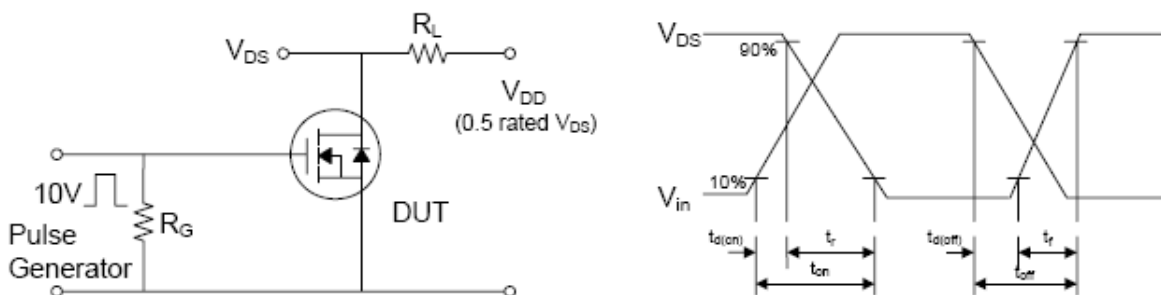 V_DS
R_L
V_DD
(0.5 rated V_DS)
10V
R_G
DUT
Pulse
Generator
V_DS
90%
10%
V_in
t_d(on)
t_r
t_on
t_d(off)
t_f
t_off